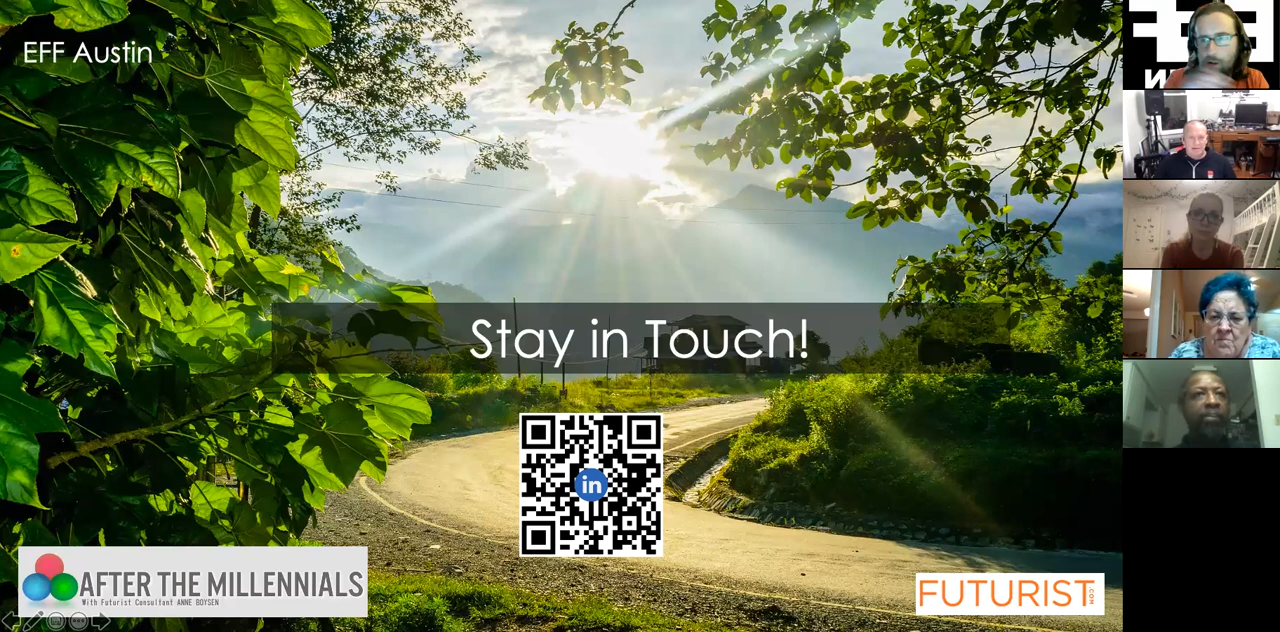 EFF Austin
Stay in Touch!
in
AFTER THE MILLENNIALS
With Futurist Consultant ANNE BOYSEN
FUTURIST.COM